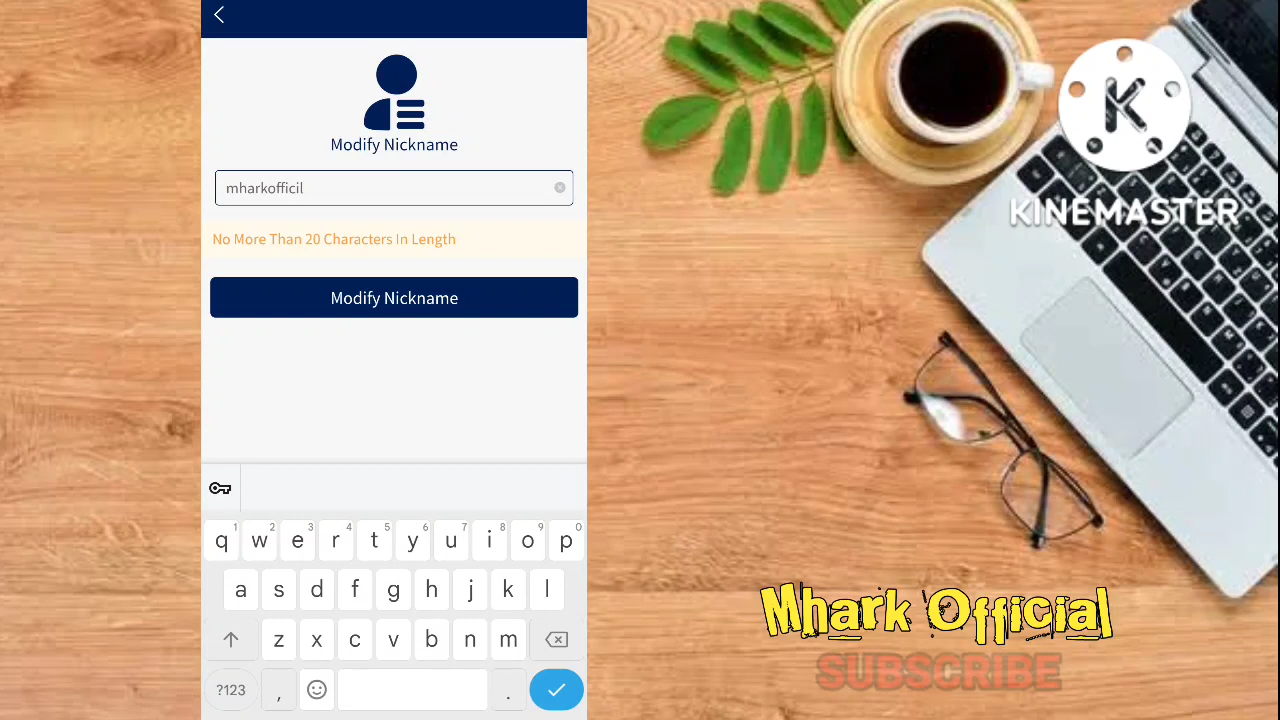 Modify Nickname
mharkofficil
No More Than 20 Characters In Length
Modify Nickname
1 2 3 4 5 6 7 8 9 0
q w e r t y u i o p
a s d f g h j k l
z x c v b n m
?123 , .
K
KINEMASTER
Mhark Official
SUBSCRIBE